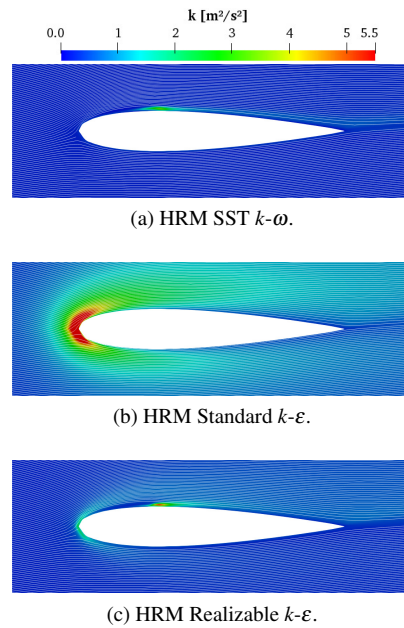 k [m²/s²]
0.0 1 2 3 4 5 5.5
(a) HRM SST k-ω.
(b) HRM Standard k-ε.
(c) HRM Realizable k-ε.